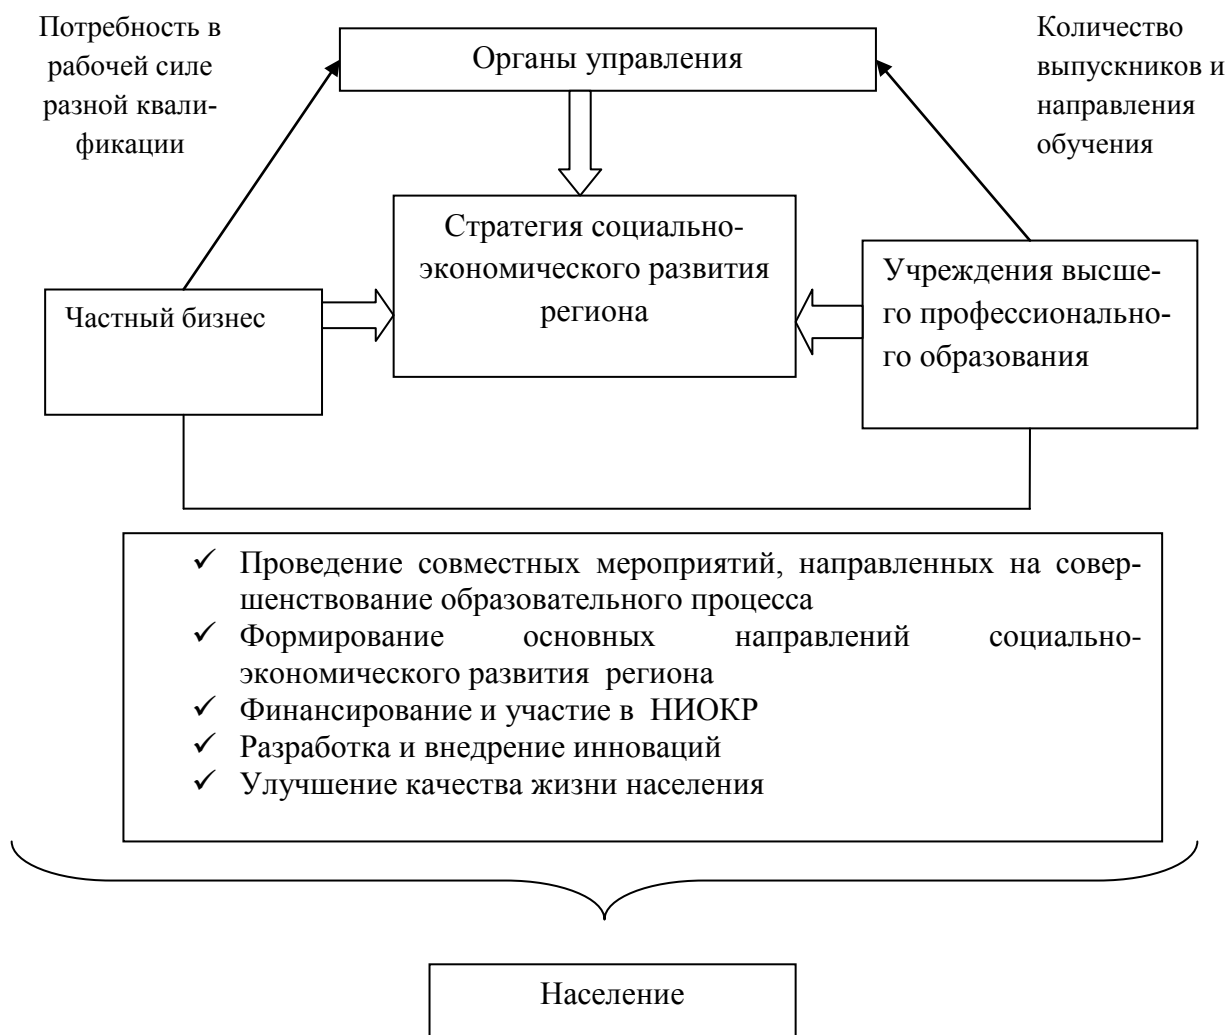 Потребность в
рабочей силе
разной квали-
фикации
Органы управления
Количество
выпускников и
направления
обучения
Стратегия социально-
экономического развития
региона
Частный бизнес
Учреждения высше-
го профессионально-
го образования
✓ Проведение совместных мероприятий, направленных на совер-
шенствование образовательного процесса
✓ Формирование основных направлений социально-
экономического развития региона
✓ Финансирование и участие в НИОКР
✓ Разработка и внедрение инноваций
✓ Улучшение качества жизни населения
Население